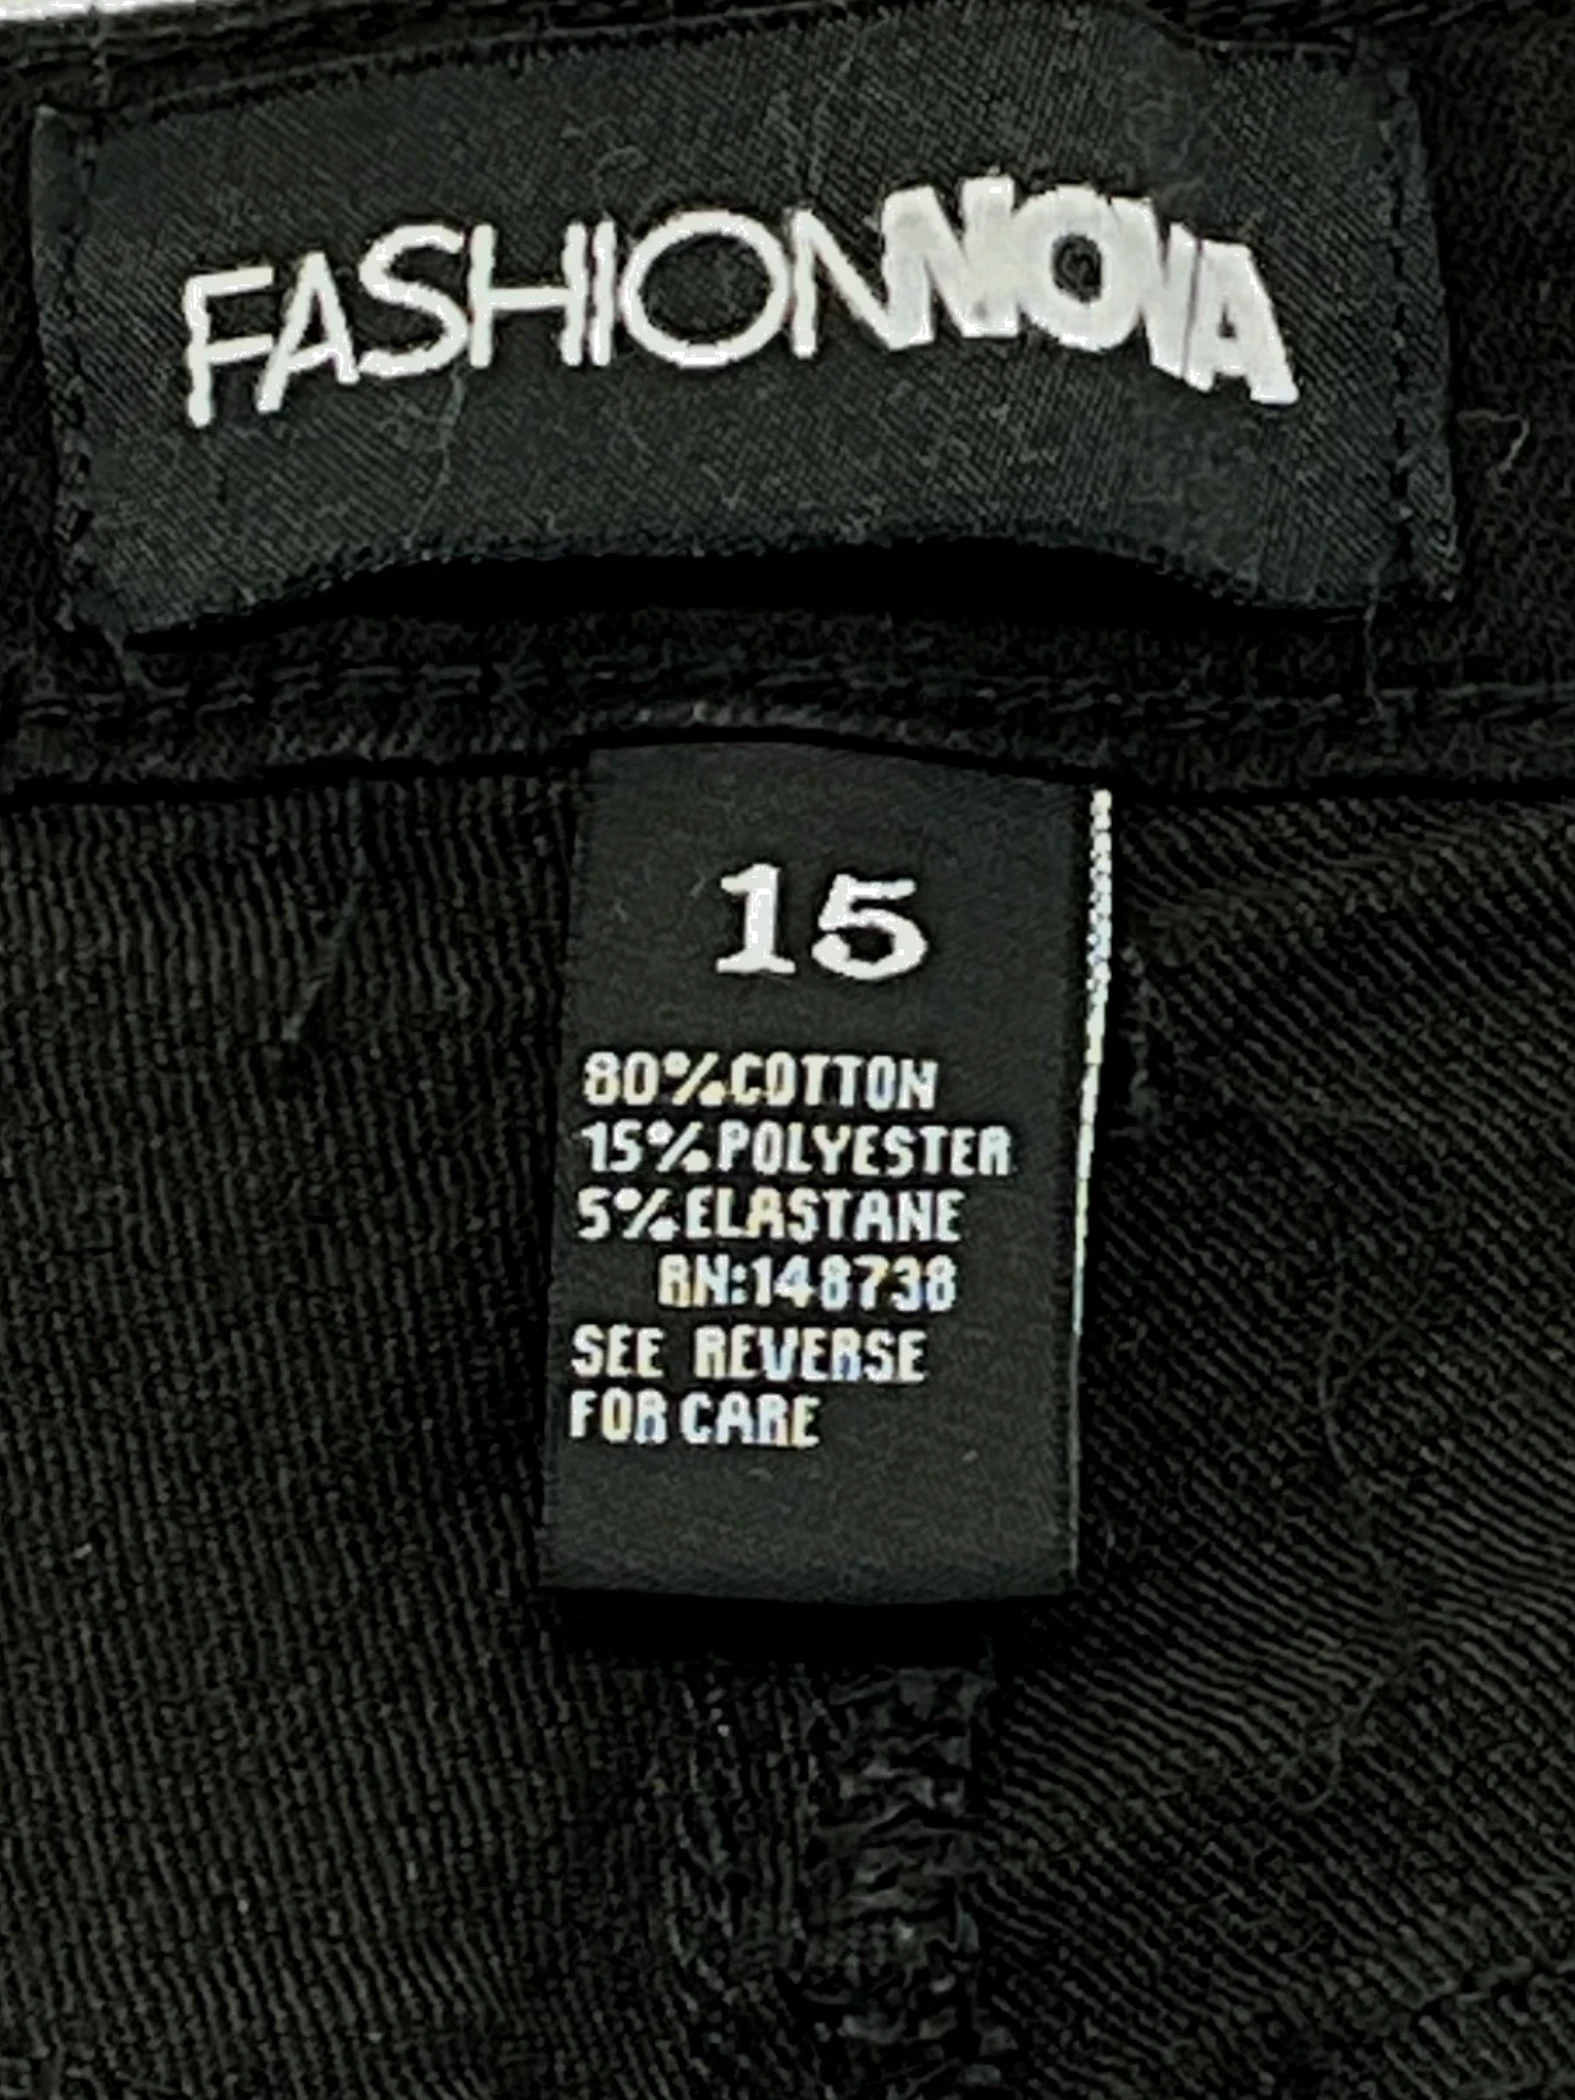 FASHIONNOVA
15
80%COTTON
15%POLYESTER
5%ELASTANE
RN:148738
SEE REVERSE
FOR CARE